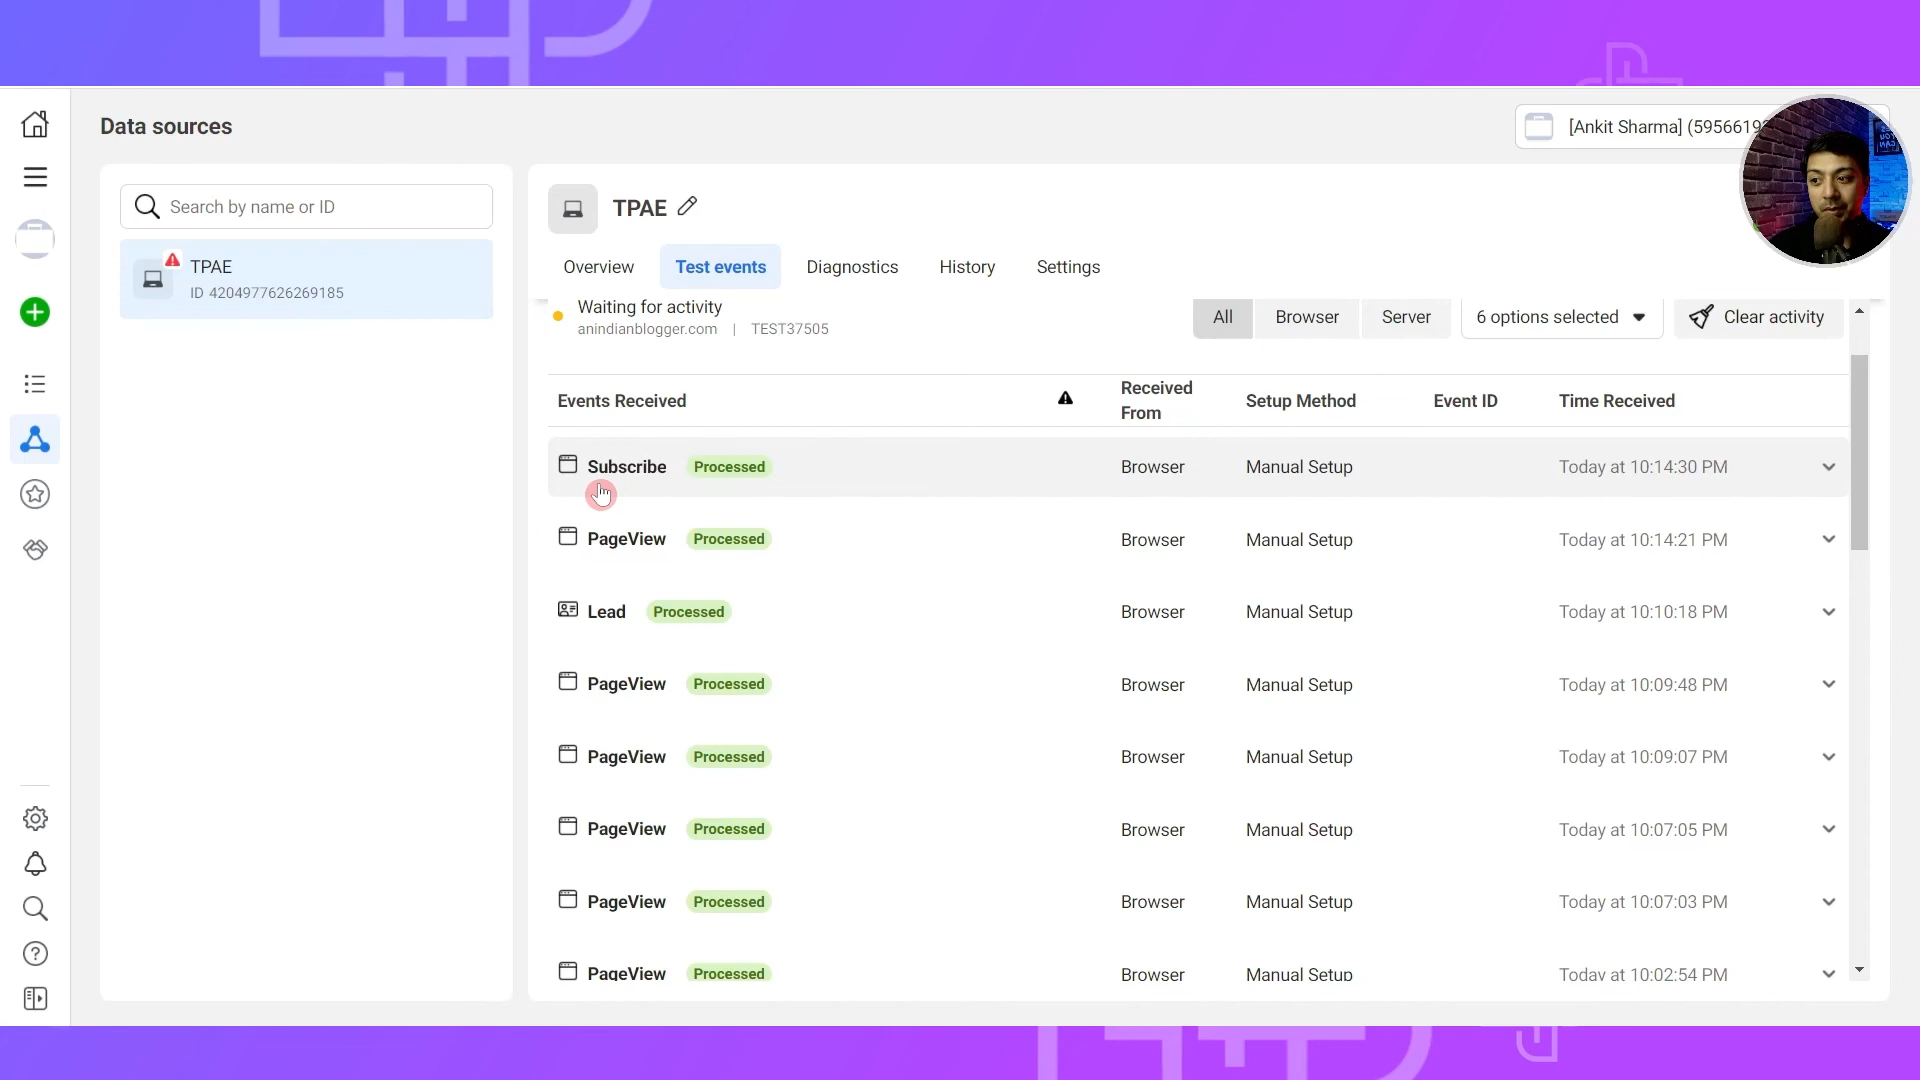 Data sources
[Ankit Sharma] (5956619
Search by name or ID
TPAE
ID 4204977626269185
TPAE
Overview
Test events
Diagnostics
History
Settings
Waiting for activity
anindianblogger.com | TEST37505
All
Browser
Server
6 options selected
Clear activity
Events Received
Received
From
Setup Method
Event ID
Time Received
Subscribe Processed Browser Manual Setup Today at 10:14:30 PM
PageView Processed Browser Manual Setup Today at 10:14:21 PM
Lead Processed Browser Manual Setup Today at 10:10:18 PM
PageView Processed Browser Manual Setup Today at 10:09:48 PM
PageView Processed Browser Manual Setup Today at 10:09:07 PM
PageView Processed Browser Manual Setup Today at 10:07:05 PM
PageView Processed Browser Manual Setup Today at 10:07:03 PM
PageView Processed Browser Manual Setup Today at 10:02:54 PM